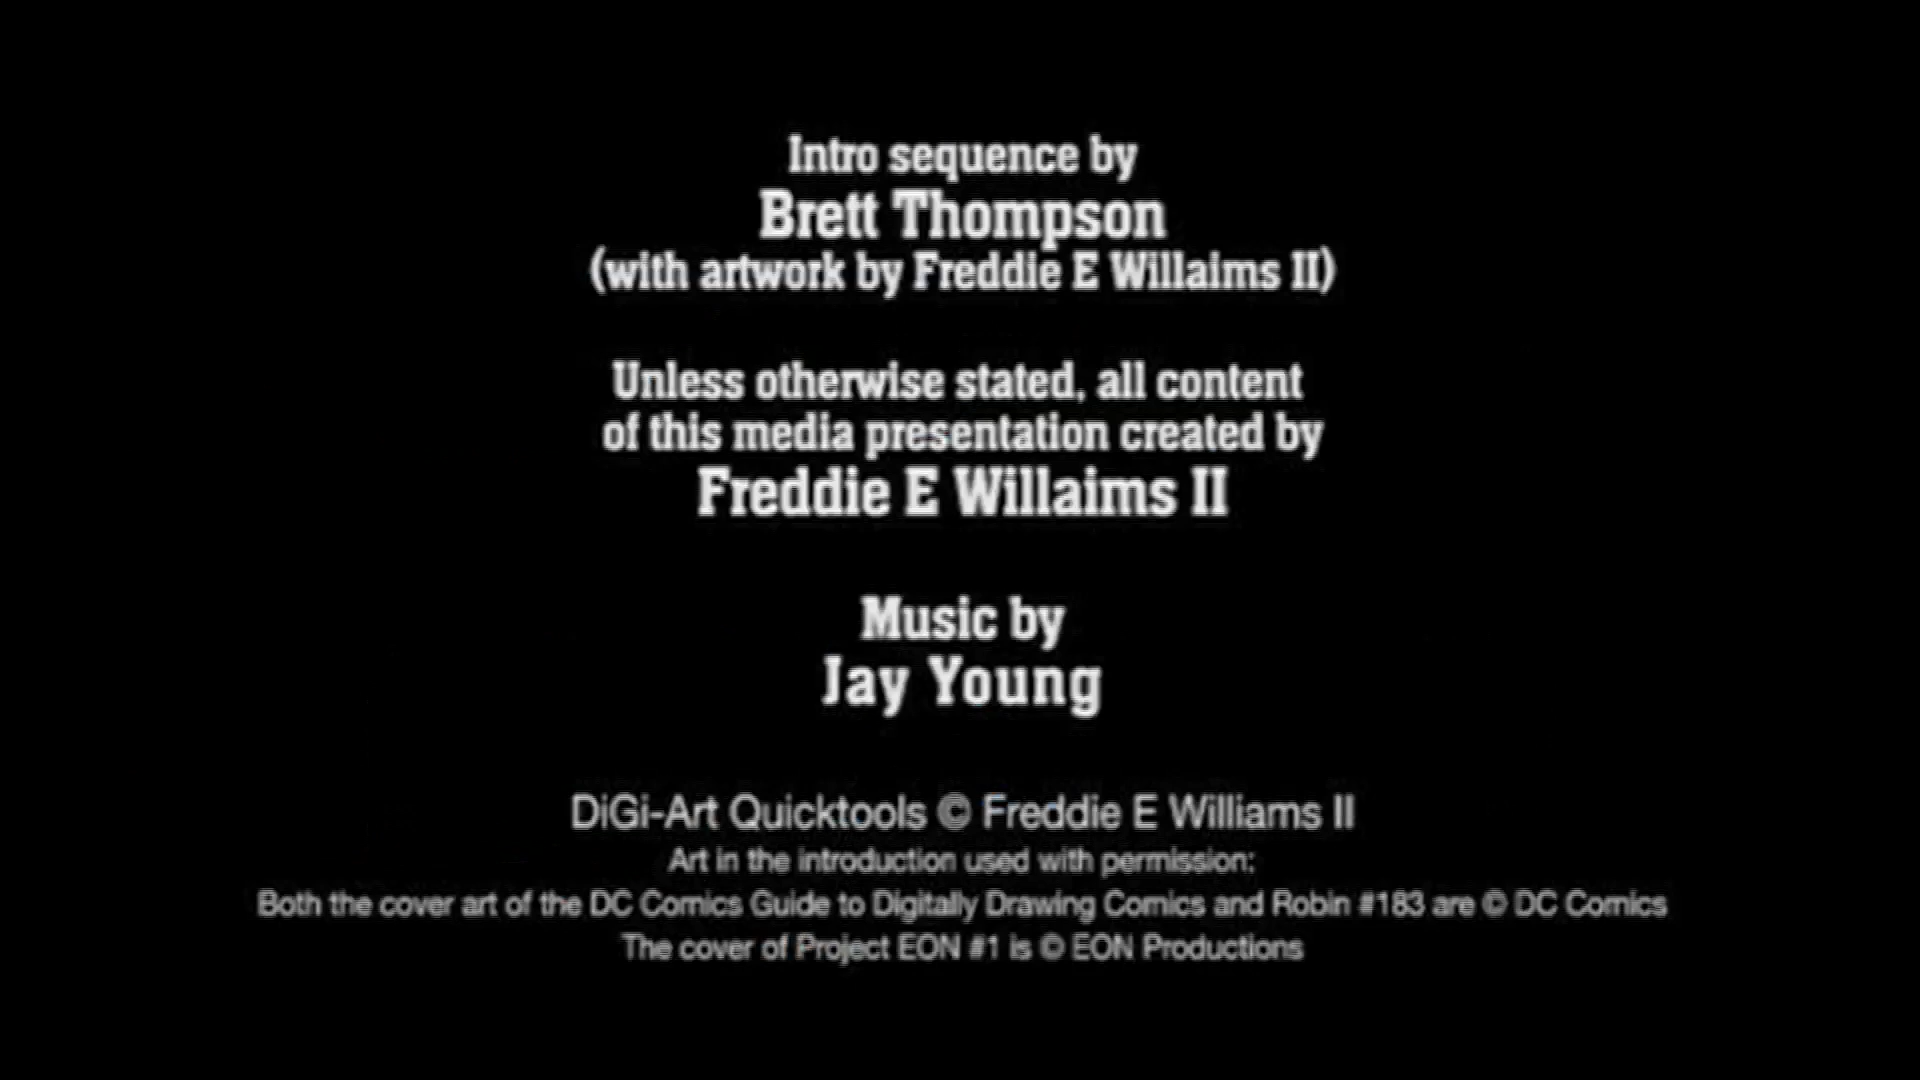 Intro sequence by
Brett Thompson
(with artwork by Freddie E Willaims II)
Unless otherwise stated, all content
of this media presentation created by
Freddie E Willaims II
Music by
Jay Young
DiGi-Art Quicktools © Freddie E Williams II
Art in the introduction used with permission:
Both the cover art of the DC Comics Guide to Digitally Drawing Comics and Robin #183 are © DC Comics
The cover of Project EON #1 is © EON Productions